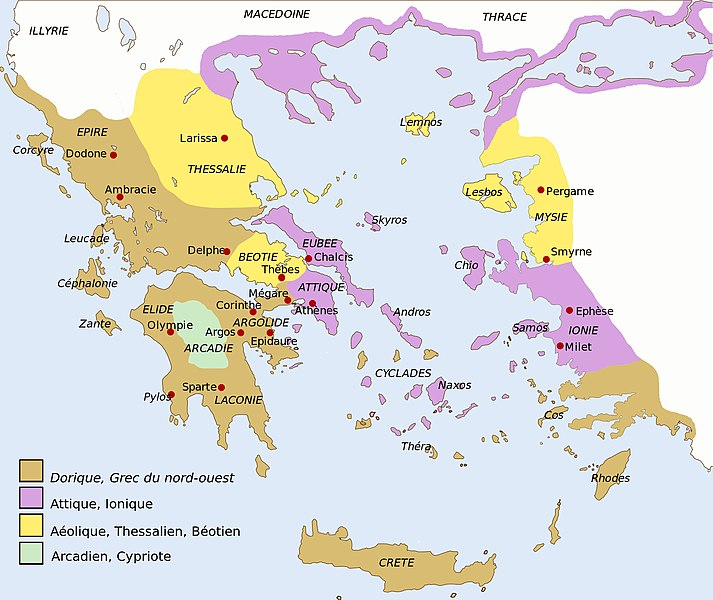 MACEDOINE
THRACE
ILLYRIE
Lemnos
EPIRE
Larissa
Corcyre
Dodone
THESSALIE
Ambracie
Lesbos
Pergame
MYSIE
Skyros
Leucade
EUBEE
Delphe
BEOTIE
Chalcis
Smyrne
Thèbes
Chio
Céphalonie
ATTIQUE
Mégare
Corinthe
Athènes
Andros
ELIDE
Ephèse
Zante
Olympie
ARGOLIDE
Samos
IONIE
Argos
Epidaure
ARCADIE
Milet
CYCLADES
Sparte
Naxos
Pylos
LACONIE
Cos
Théra
Rhodes
CRETE
Dorique, Grec du nord-ouest
Attique, Ionique
Aéolique, Thessalien, Béotien
Arcadien, Cypriote